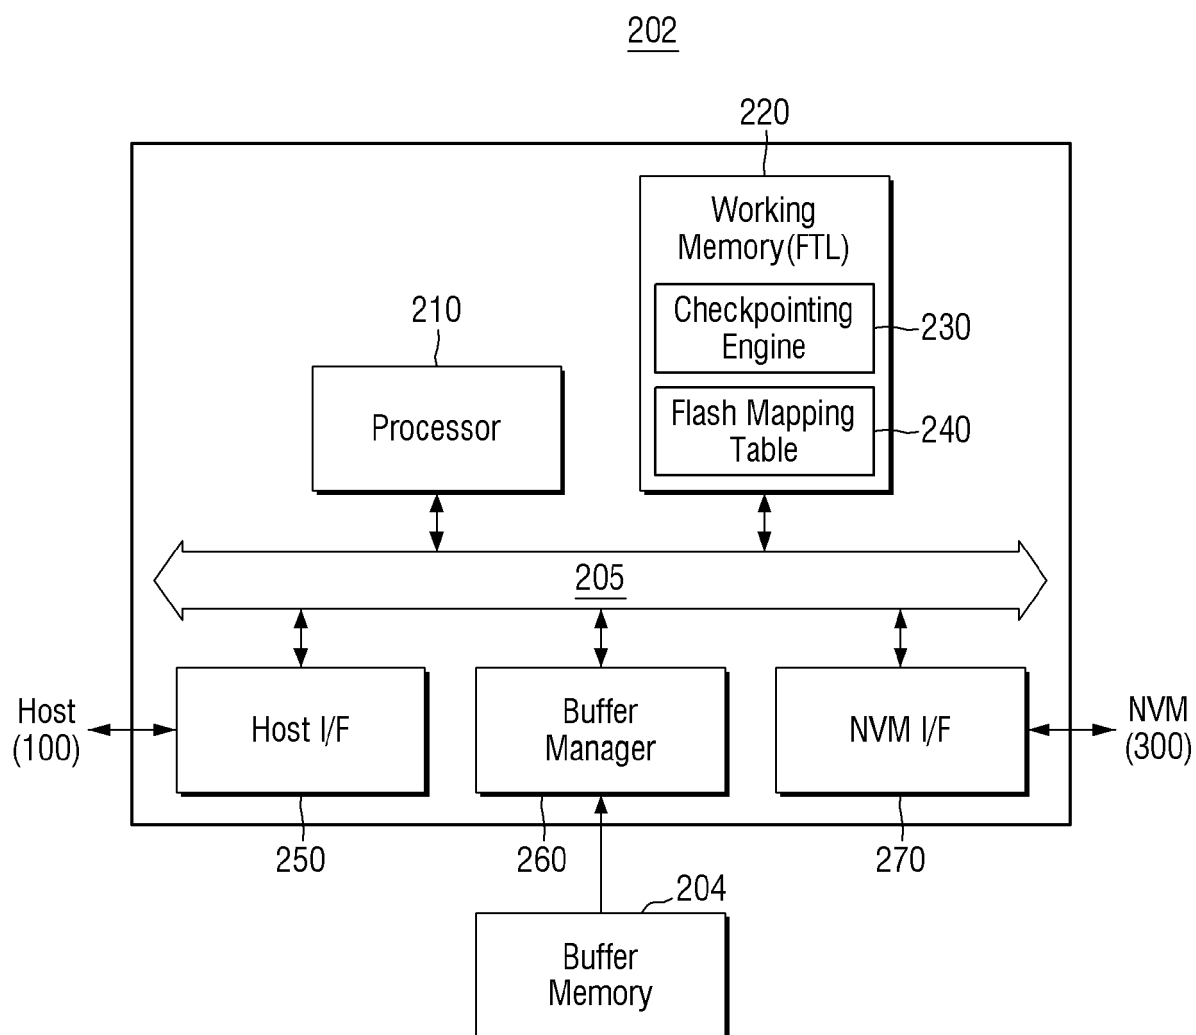 202
220
Working
Memory(FTL)
Checkpointing
Engine
230
Flash Mapping
Table
240
210
Processor
205
Host
(100)
Host I/F
Buffer
Manager
NVM I/F
NVM
(300)
250
260
270
204
Buffer
Memory